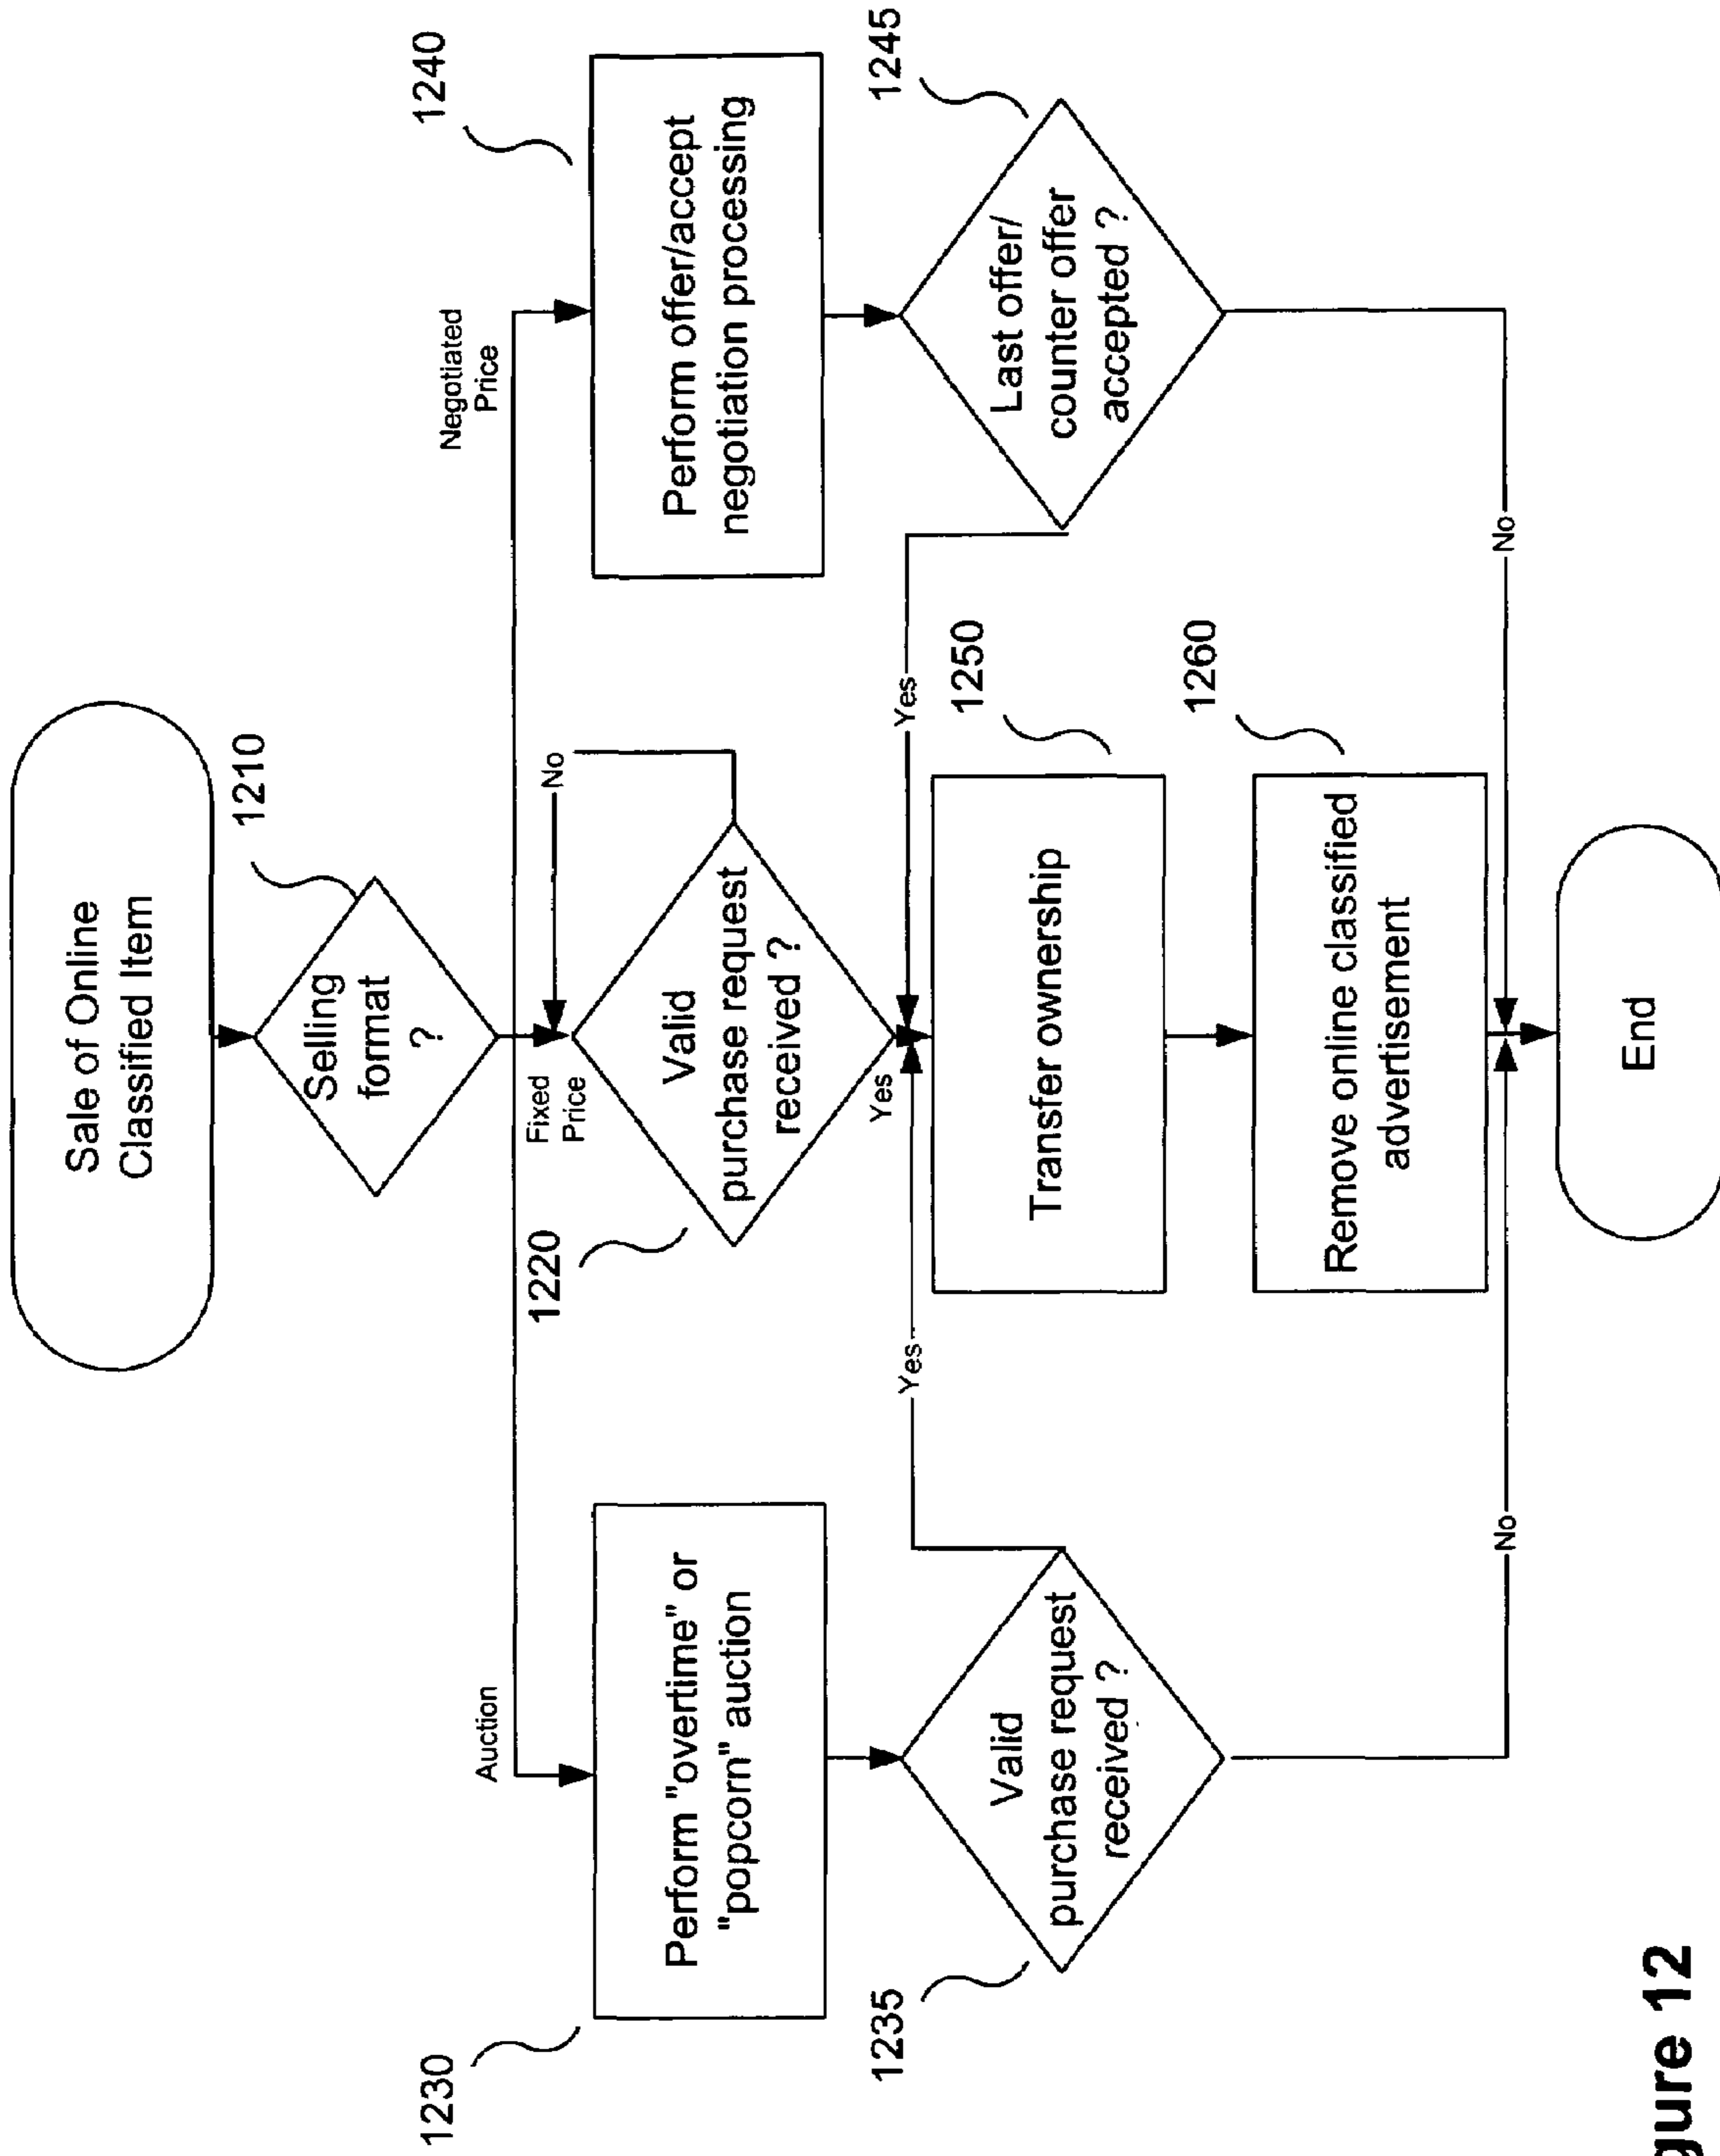 Sale of Online
Classified Item
1210
Selling
format
?
Auction
Fixed
Price
Negotiated
Price
1230
Perform "overtime" or
"popcorn" auction
1220
Valid
purchase request
received ?
No
1240
Perform offer/accept
negotiation processing
1235
Valid
purchase request
received ?
Yes
Yes
Yes
1245
Last offer/
counter offer
accepted ?
1250
Transfer ownership
1260
Remove online classified
advertisement
No
No
End
gure 12